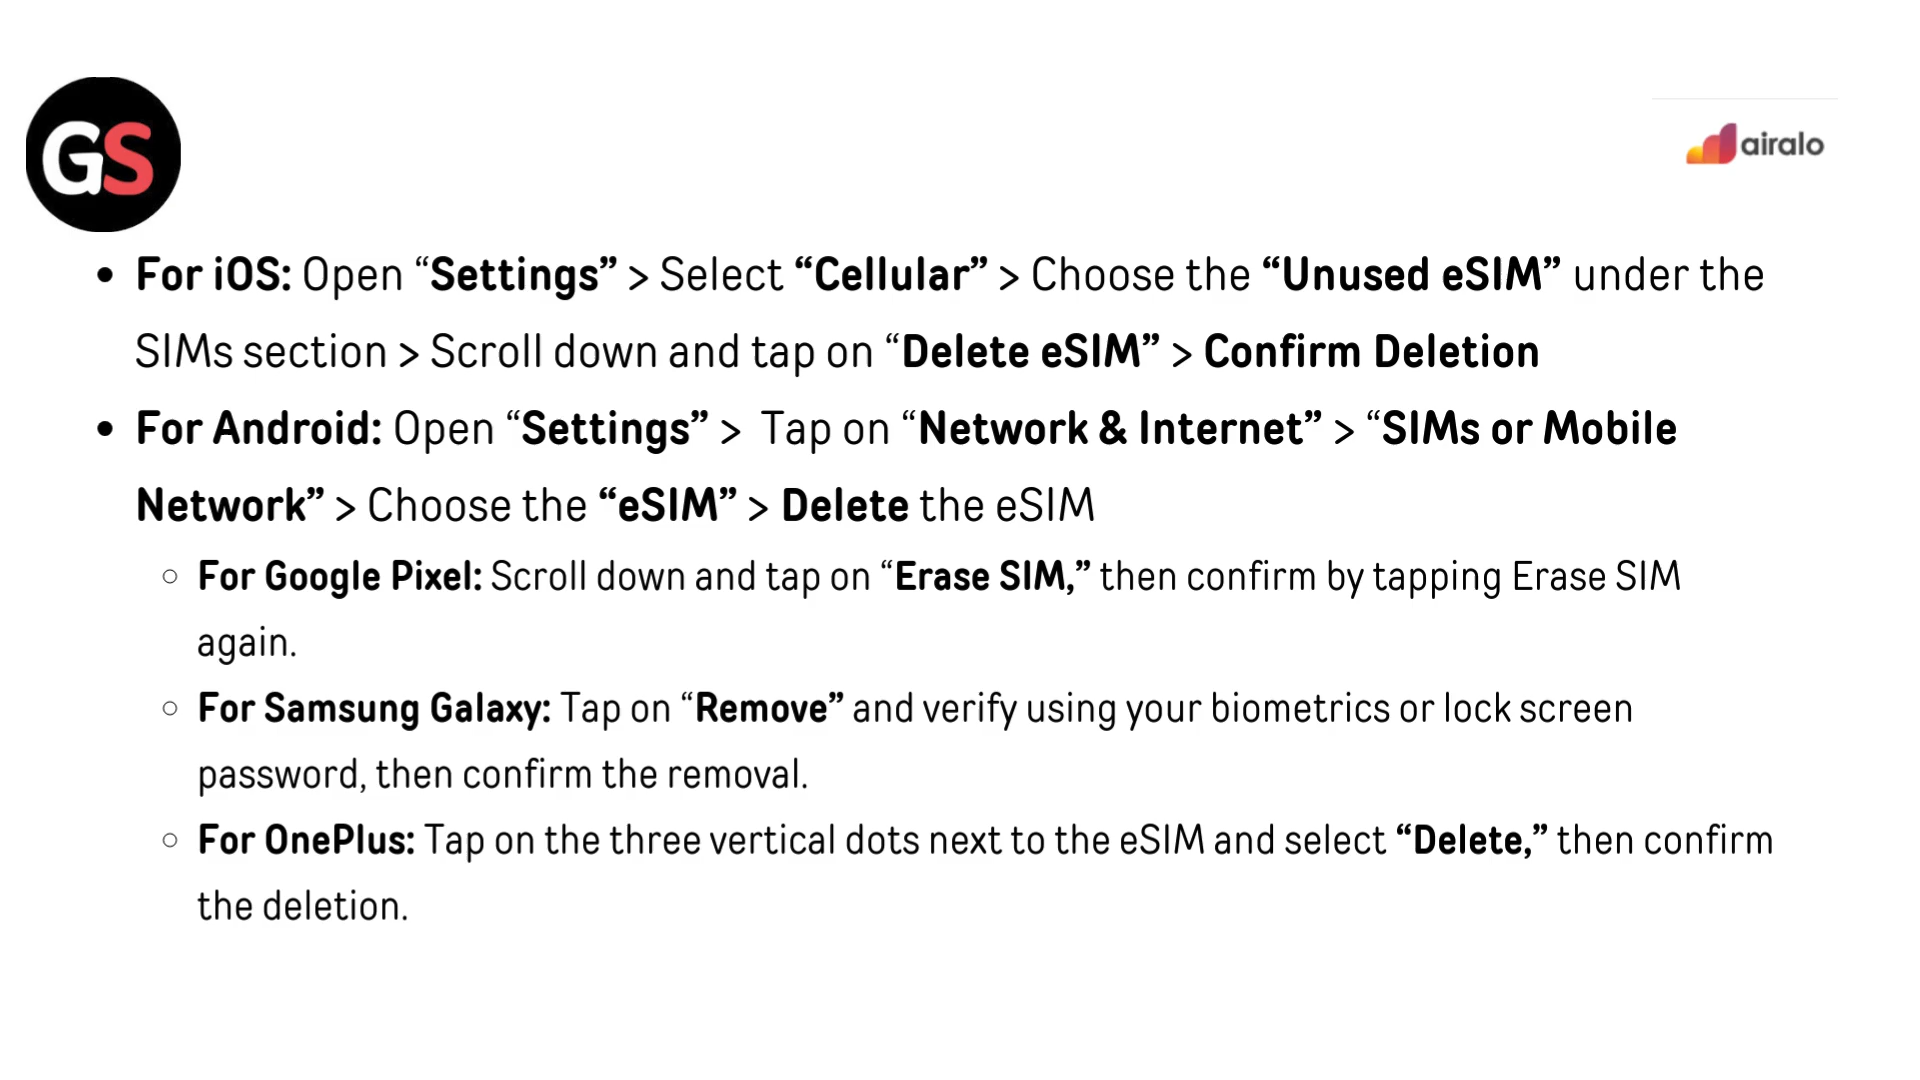 GS
airalo
• For iOS: Open “Settings” > Select “Cellular” > Choose the “Unused eSIM” under the
SIMs section > Scroll down and tap on “Delete eSIM” > Confirm Deletion
• For Android: Open “Settings” >  Tap on “Network & Internet” > “SIMs or Mobile
Network” > Choose the “eSIM” > Delete the eSIM
◦ For Google Pixel: Scroll down and tap on “Erase SIM,” then confirm by tapping Erase SIM
again.
◦ For Samsung Galaxy: Tap on “Remove” and verify using your biometrics or lock screen
password, then confirm the removal.
◦ For OnePlus: Tap on the three vertical dots next to the eSIM and select “Delete,” then confirm
the deletion.